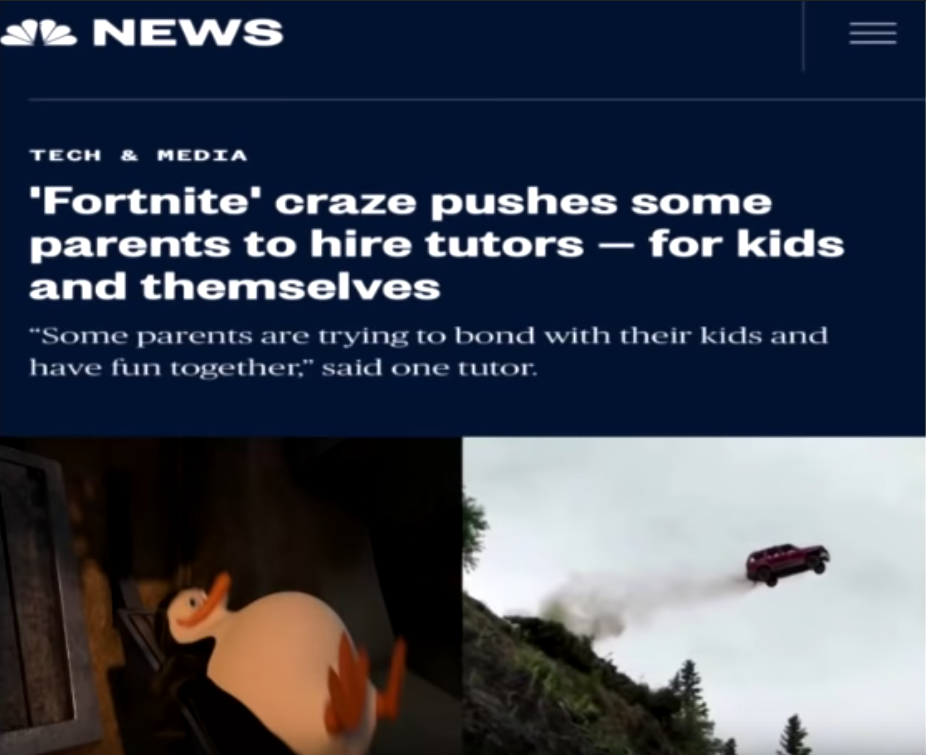 NEWS
TECH & MEDIA
'Fortnite' craze pushes some
parents to hire tutors — for kids
and themselves
“Some parents are trying to bond with their kids and
have fun together,” said one tutor.